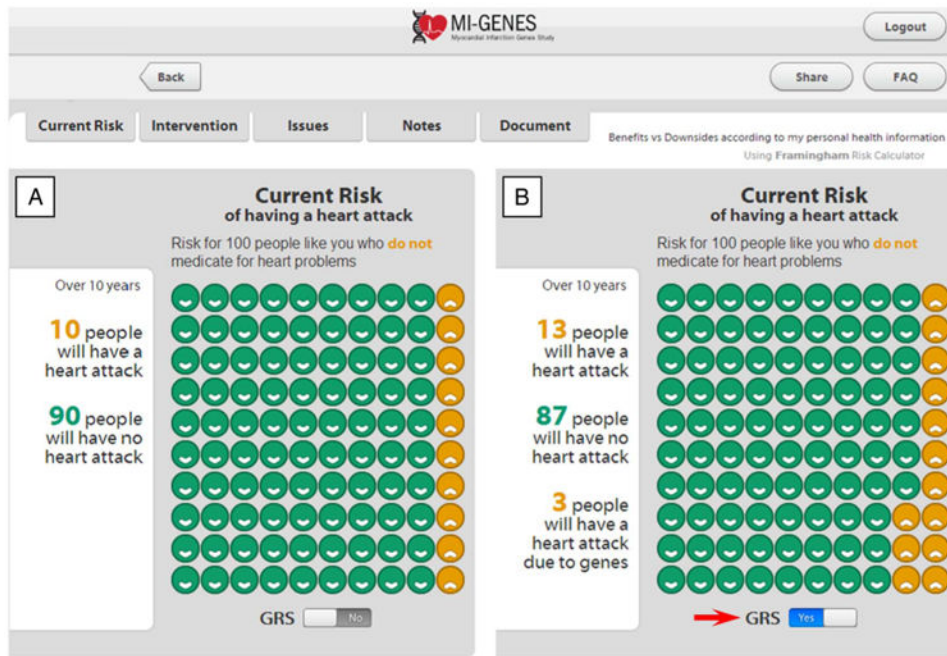 MI-GENES
Myocardial Infarction Genes Study
Logout
Back
Share
FAQ
Current Risk
Intervention
Issues
Notes
Document
Benefits vs Downsides according to my personal health information
Using Framingham Risk Calculator
A
Current Risk
of having a heart attack
Risk for 100 people like you who do not
medicate for heart problems
Over 10 years
10 people
will have a
heart attack
90 people
will have no
heart attack
GRS No
B
Current Risk
of having a heart attack
Risk for 100 people like you who do not
medicate for heart problems
Over 10 years
13 people
will have a
heart attack
87 people
will have no
heart attack
3 people
will have a
heart attack
due to genes
GRS Yes